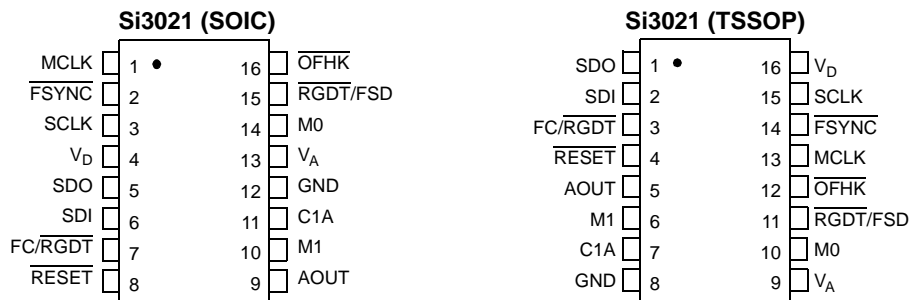 Si3021 (SOIC)
MCLK 1 16 OFHK
FSYNC 2 15 RGDT/FSD
SCLK 3 14 M0
VD 4 13 VA
SDO 5 12 GND
SDI 6 11 C1A
FC/RGDT 7 10 M1
RESET 8 9 AOUT
Si3021 (TSSOP)
SDO 1 16 VD
SDI 2 15 SCLK
FC/RGDT 3 14 FSYNC
RESET 4 13 MCLK
AOUT 5 12 OFHK
M1 6 11 RGDT/FSD
C1A 7 10 M0
GND 8 9 VA